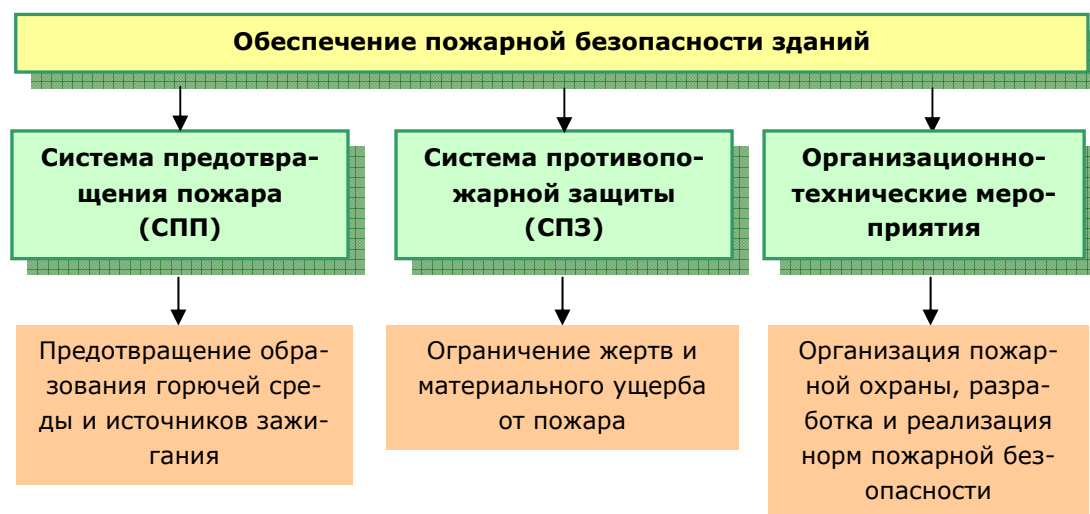 Обеспечение пожарной безопасности зданий
Система предотвра-
щения пожара
(СПП)
Система противопо-
жарной защиты
(СПЗ)
Организационно-
технические меро-
приятия
Предотвращение обра-
зования горючей сре-
ды и источников зажи-
гания
Ограничение жертв и
материального ущерба
от пожара
Организация пожар-
ной охраны, разра-
ботка и реализация
норм пожарной без-
опасности